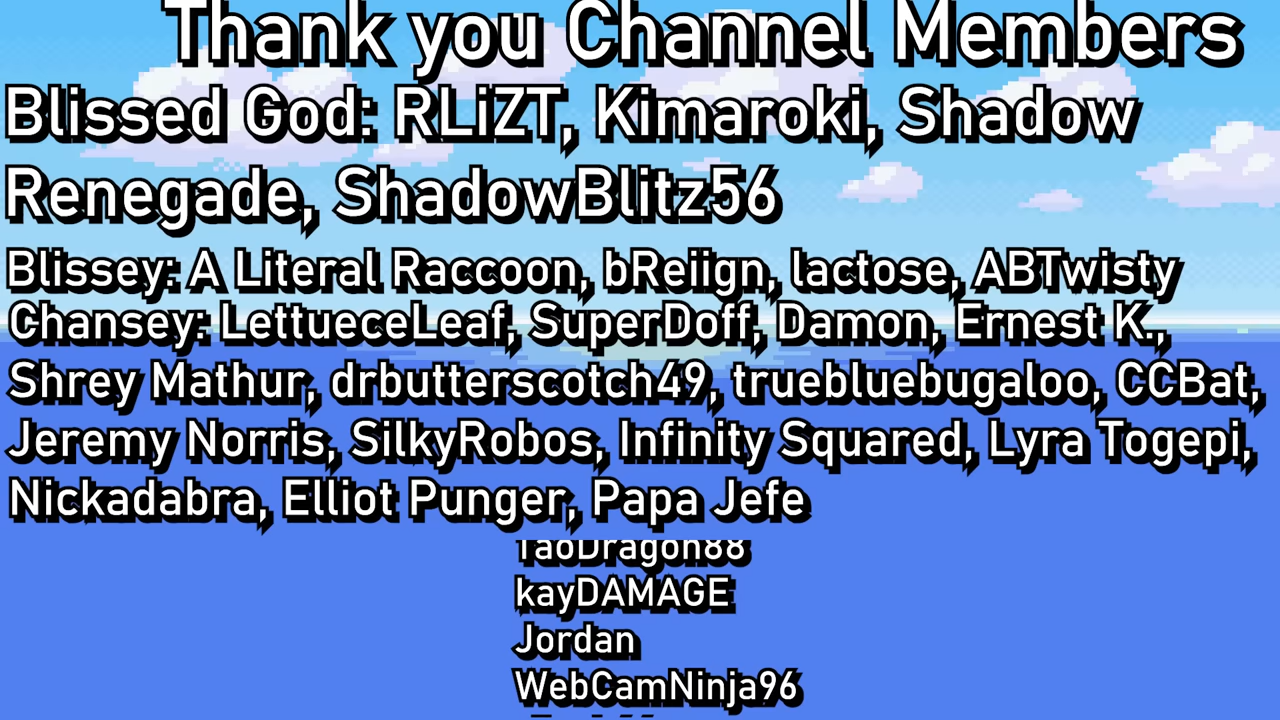 Thank you Channel Members
Blissed God: RLiZT, Kimaroki, Shadow
Renegade, ShadowBlitz56
Blissey: A Literal Raccoon, bReiign, lactose, ABTwisty
Chansey: LettueceLeaf, SuperDoff, Damon, Ernest K.,
Shrey Mathur, drbutterscotch49, truebluebugaloo, CCBat,
Jeremy Norris, SilkyRobos, Infinity Squared, Lyra Togepi,
Nickadabra, Elliot Punger, Papa Jefe
TaoDragon88
kayDAMAGE
Jordan
WebCamNinja96